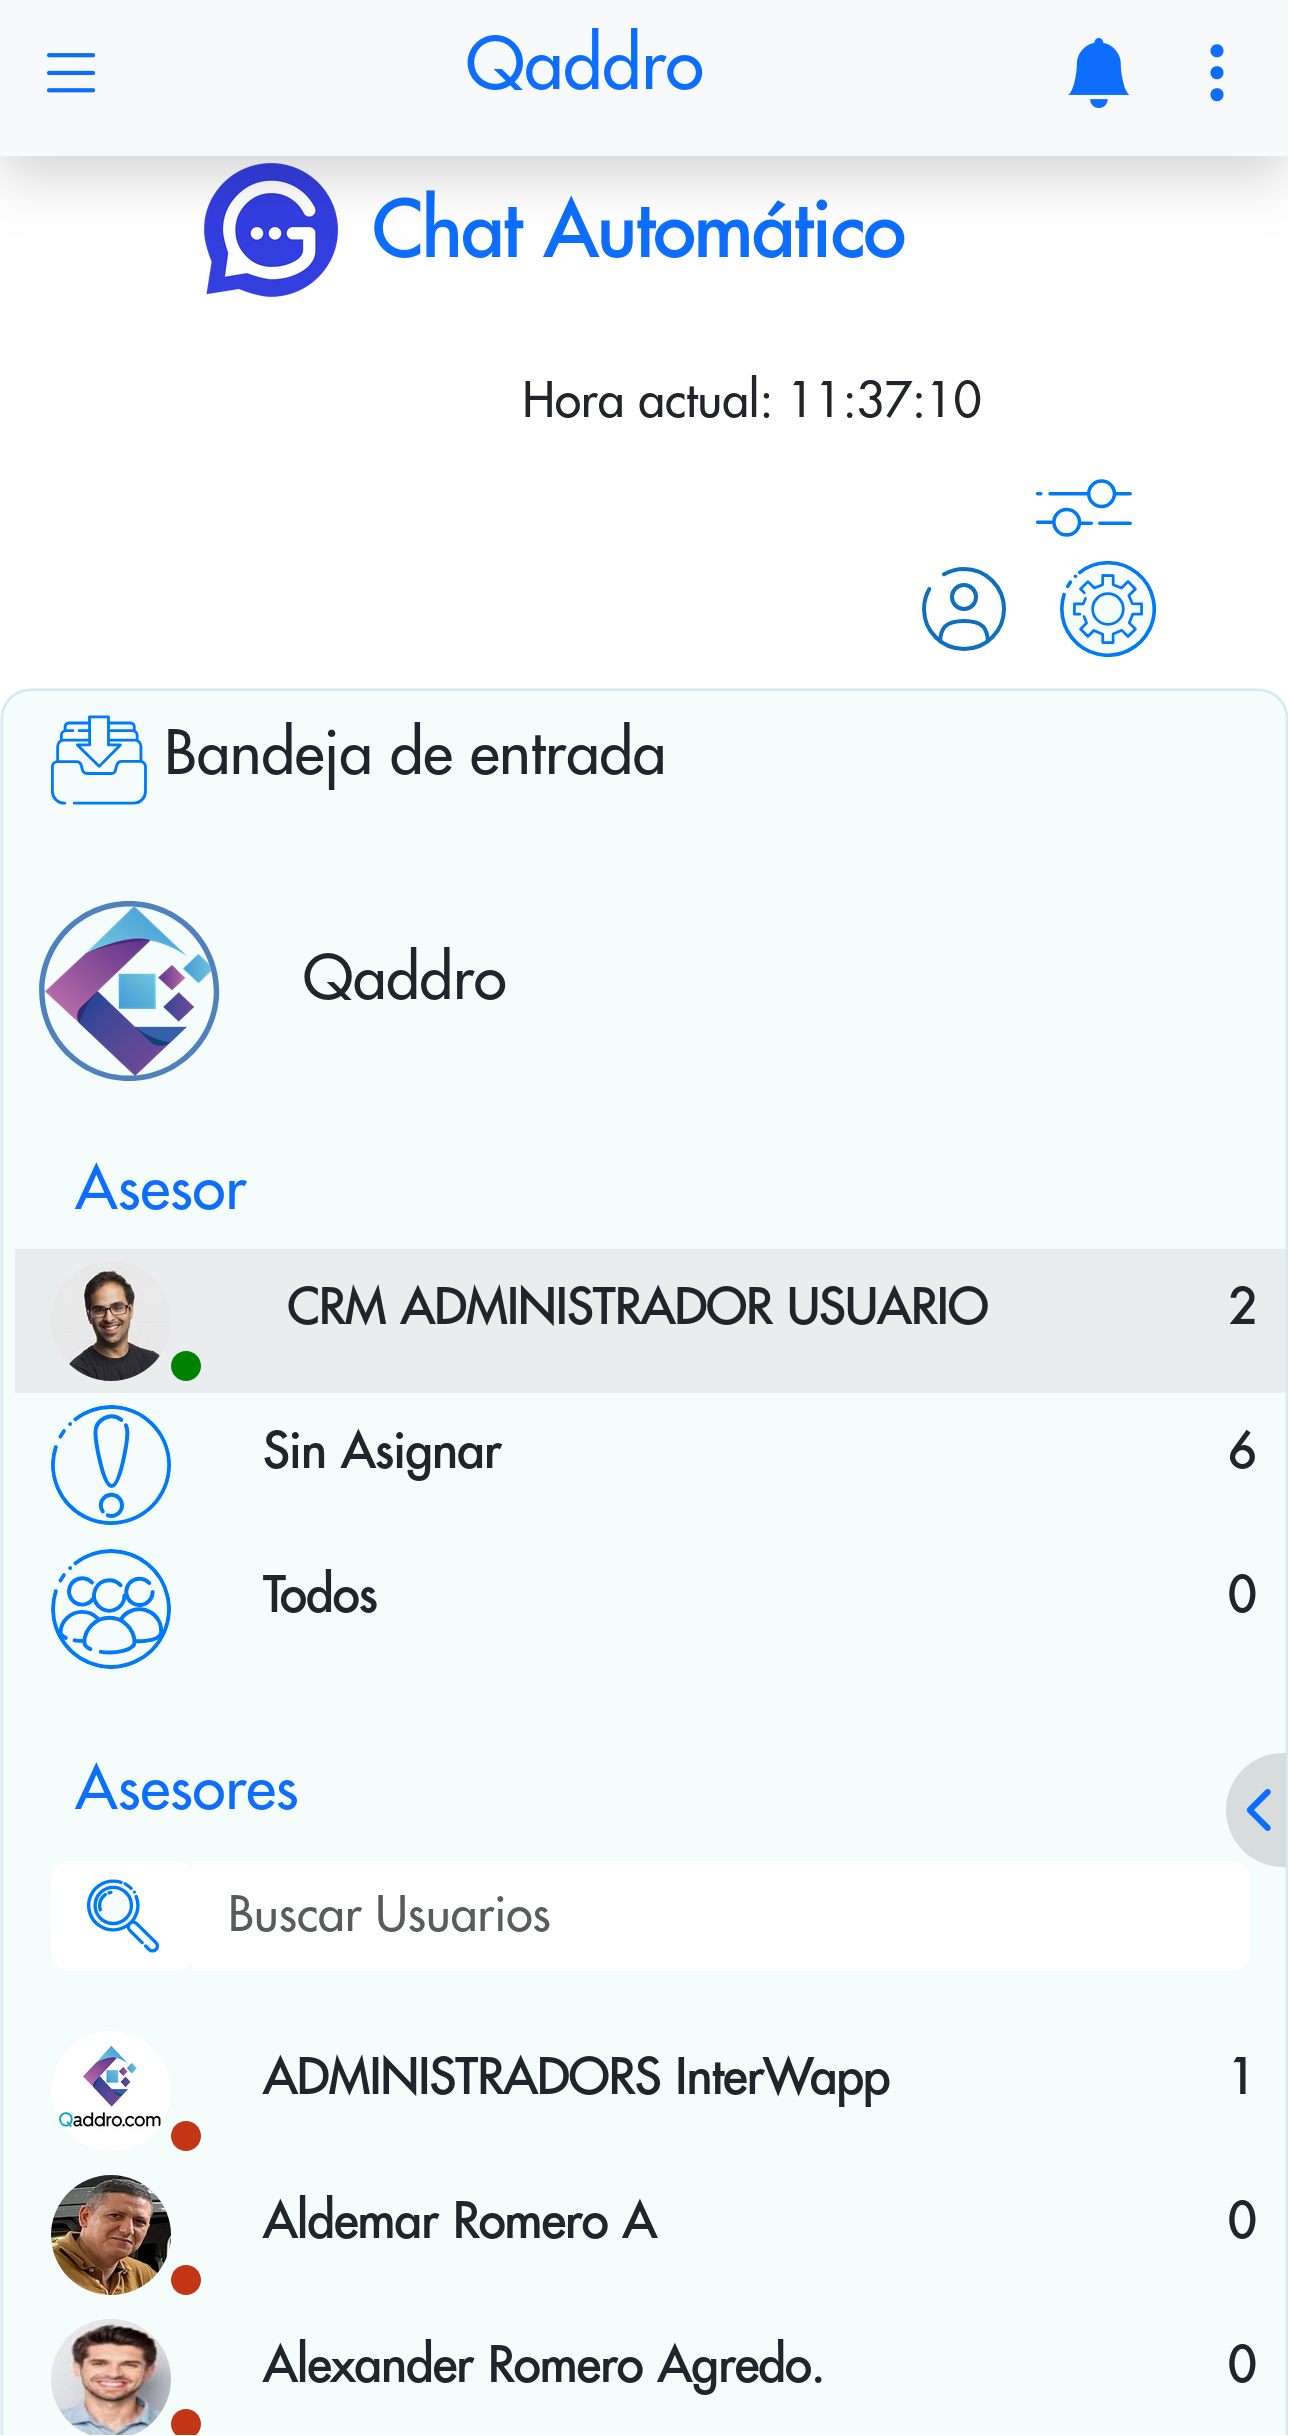 Qaddro
Chat Automático
Hora actual: 11:37:10
Bandeja de entrada
Qaddro
Asesor
CRM ADMINISTRADOR USUARIO 2
Sin Asignar 6
Todos 0
Asesores
Buscar Usuarios
ADMINISTRADORS InterWapp 1
Qaddro.com
Aldemar Romero A 0
Alexander Romero Agredo. 0